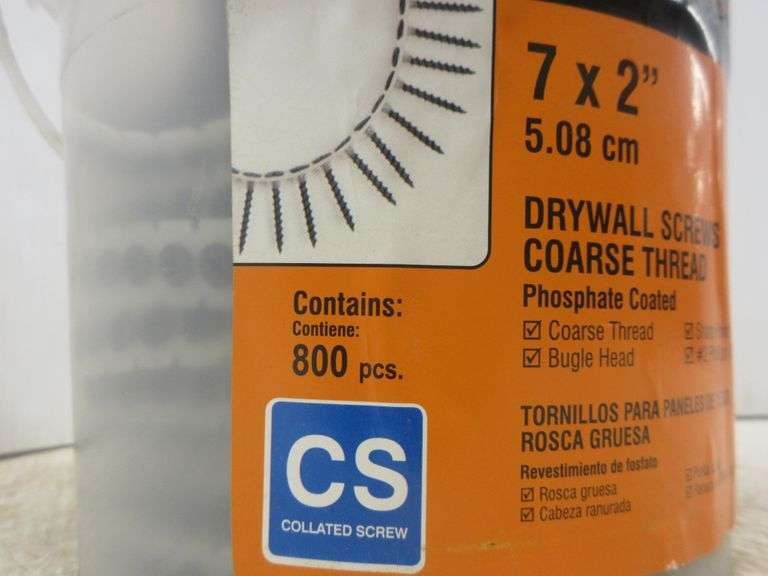 7 x 2"
5.08 cm
DRYWALL SCREWS
COARSE THREAD
Phosphate Coated
☑ Coarse Thread
☑ Bugle Head
Contains:
Contiene:
800 pcs.
CS
COLLATED SCREW
TORNILLOS PARA PANELES DE
ROSCA GRUESA
Revestimiento de fosfato
☑ Rosca gruesa
☑ Cabeza ranurada